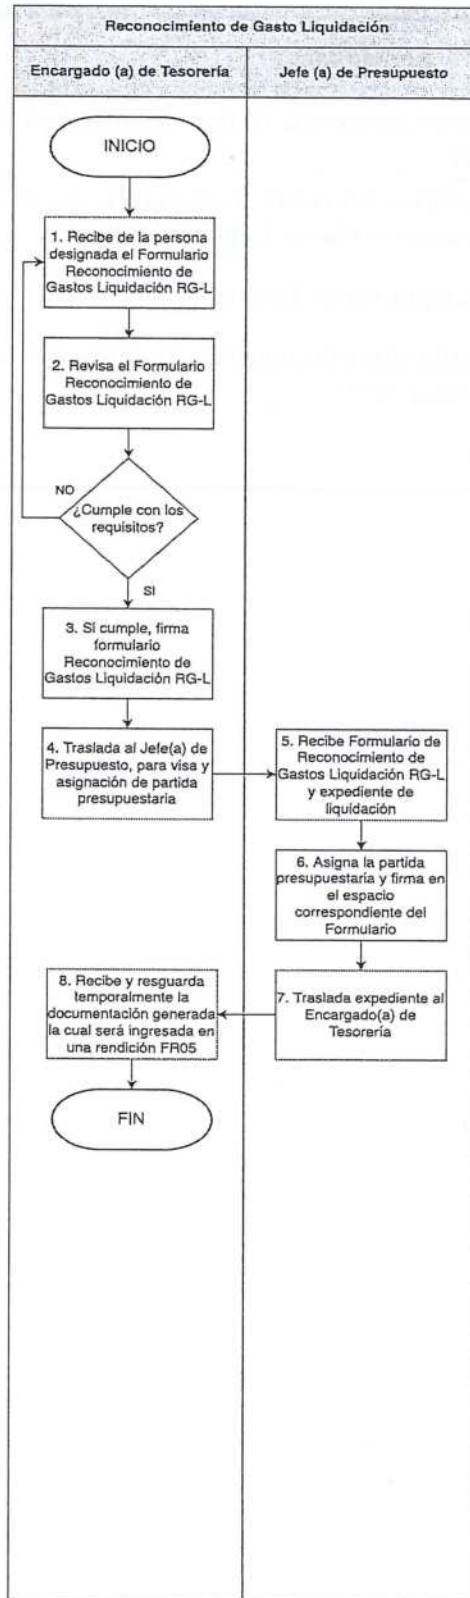 Reconocimiento de Gasto Liquidación
Encargado (a) de Tesorería
Jefe (a) de Presupuesto
INICIO
1. Recibe de la persona
designada el Formulario
Reconocimiento de
Gastos Liquidación RG-L
2. Revisa el Formulario
Reconocimiento de
Gastos Liquidación RG-L
NO
¿Cumple con los
requisitos?
SI
3. Sí cumple, firma
formulario
Reconocimiento de
Gastos Liquidación RG-L
4. Traslada al Jefe(a) de
Presupuesto, para visa y
asignación de partida
presupuestaria
5. Recibe Formulario de
Reconocimiento de
Gastos Liquidación RG-L
y expediente de
liquidación
6. Asigna la partida
presupuestaria y firma en
el espacio
correspondiente del
Formulario
7. Traslada expediente al
Encargado(a) de
Tesorería
8. Recibe y resguarda
temporalmente la
documentación generada
la cual será ingresada en
una rendición FR05
FIN